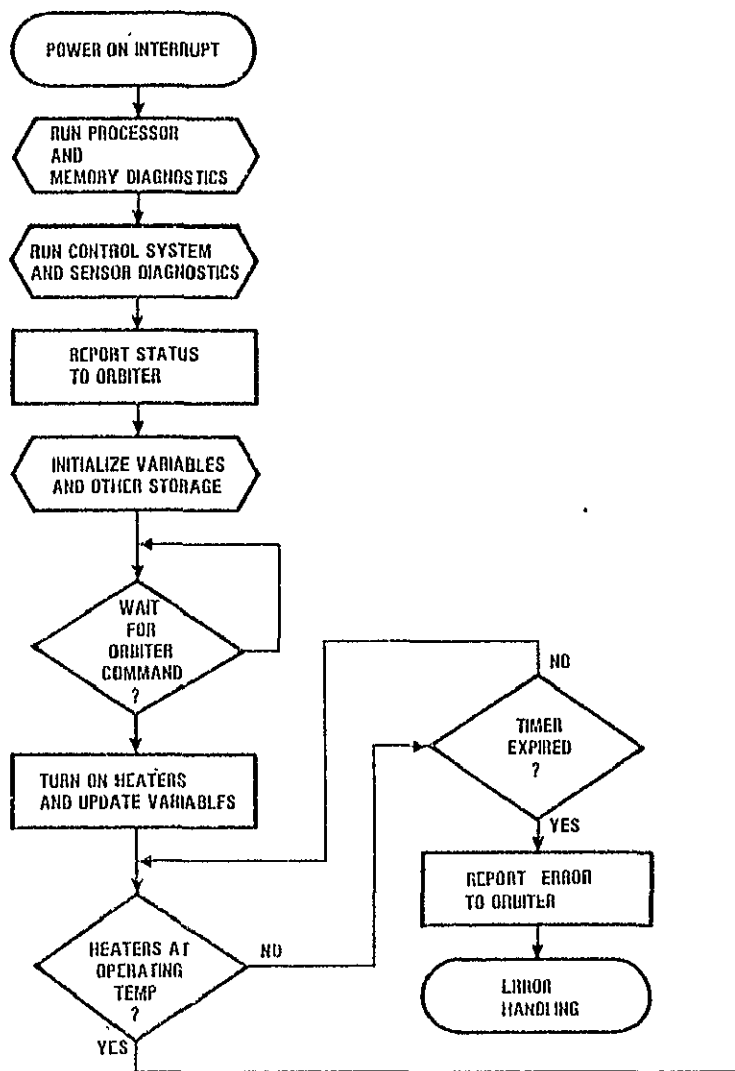 POWER ON INTERRUPT
RUN PROCESSOR
AND
MEMORY DIAGNOSTICS
RUN CONTROL SYSTEM
AND SENSOR DIAGNOSTICS
REPORT STATUS
TO ORBITER
INITIALIZE VARIABLES
AND OTHER STORAGE
WAIT
FOR
ORBITER
COMMAND
?
TURN ON HEATERS
AND UPDATE VARIABLES
HEATERS AT
OPERATING
TEMP
?
NO
YES
NO
TIMER
EXPIRED
?
YES
REPORT ERROR
TO ORBITER
ERROR
HANDLING